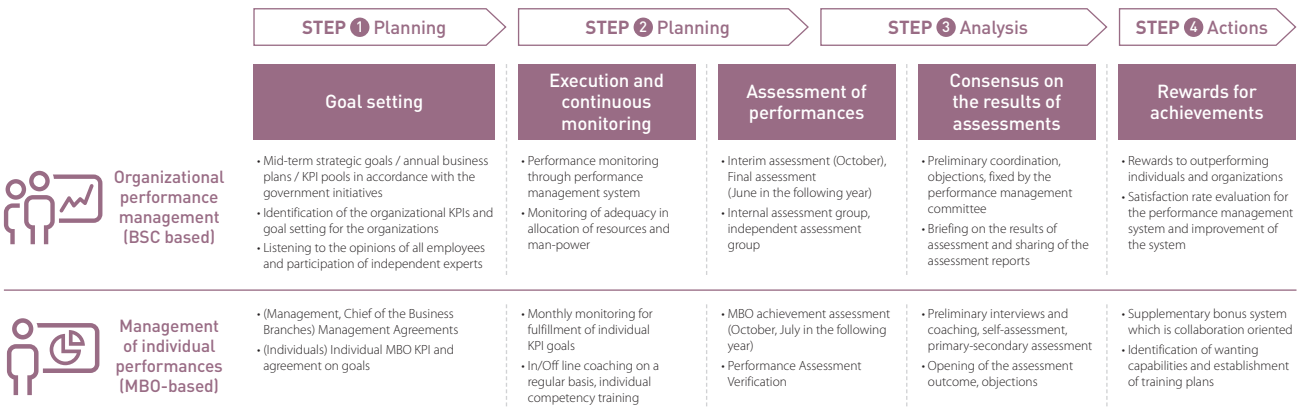 STEP 1 Planning
STEP 2 Planning
STEP 3 Analysis
STEP 4 Actions
Goal setting
Execution and
continuous
monitoring
Assessment of
performances
Consensus on
the results of
assessments
Rewards for
achievements
Organizational
performance
management
(BSC based)
• Mid-term strategic goals / annual business
plans / KPI pools in accordance with the
government initiatives
• Identification of the organizational KPIs and
goal setting for the organizations
• Listening to the opinions of all employees
and participation of independent experts
• Performance monitoring
through performance
management system
• Monitoring of adequacy in
allocation of resources and
man-power
• Interim assessment (October),
Final assessment
(June in the following year)
• Internal assessment group,
independent assessment
group
• Preliminary coordination,
objections, fixed by the
performance management
committee
• Briefing on the results of
assessment and sharing of the
assessment reports
• Rewards to outperforming
individuals and organizations
• Satisfaction rate evaluation for
the performance management
system and improvement of
the system
Management
of individual
performances
(MBO-based)
• (Management, Chief of the Business
Branches) Management Agreements
• (Individuals) Individual MBO KPI and
agreement on goals
• Monthly monitoring for
fulfillment of individual
KPI goals
• In/Off line coaching on a
regular basis, individual
competency training
• MBO achievement assessment
(October, July in the following
year)
• Performance Assessment
Verification
• Preliminary interviews and
coaching, self-assessment,
primary-secondary assessment
• Opening of the assessment
outcome, objections
• Supplementary bonus system
which is collaboration oriented
• Identification of wanting
capabilities and establishment
of training plans